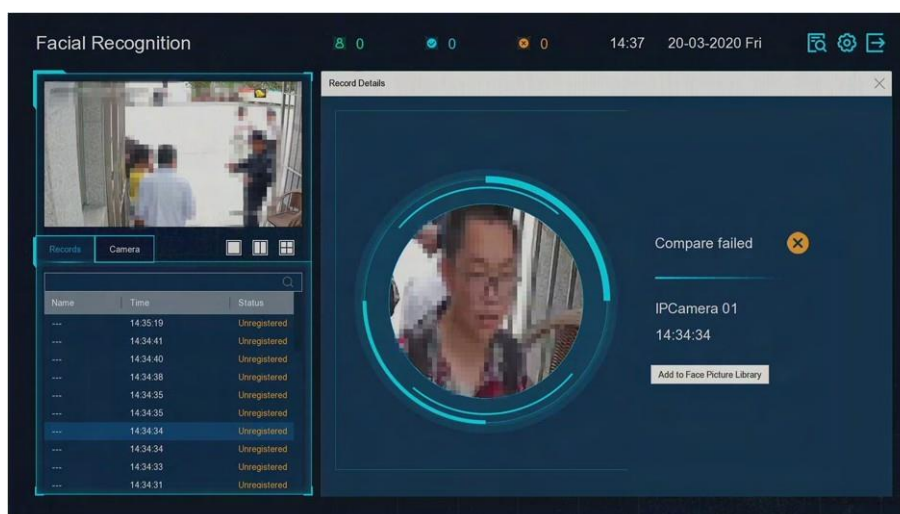 Facial Recognition
0
0
0
14:37
20-03-2020 Fri
Record Details
Records
Camera
Name Time Status
--- 14:35:19 Unregistered
--- 14:34:41 Unregistered
--- 14:34:40 Unregistered
--- 14:34:38 Unregistered
--- 14:34:35 Unregistered
--- 14:34:35 Unregistered
--- 14:34:34 Unregistered
--- 14:34:34 Unregistered
--- 14:34:33 Unregistered
--- 14:34:31 Unregistered
Compare failed
IPCamera 01
14:34:34
Add to Face Picture Library